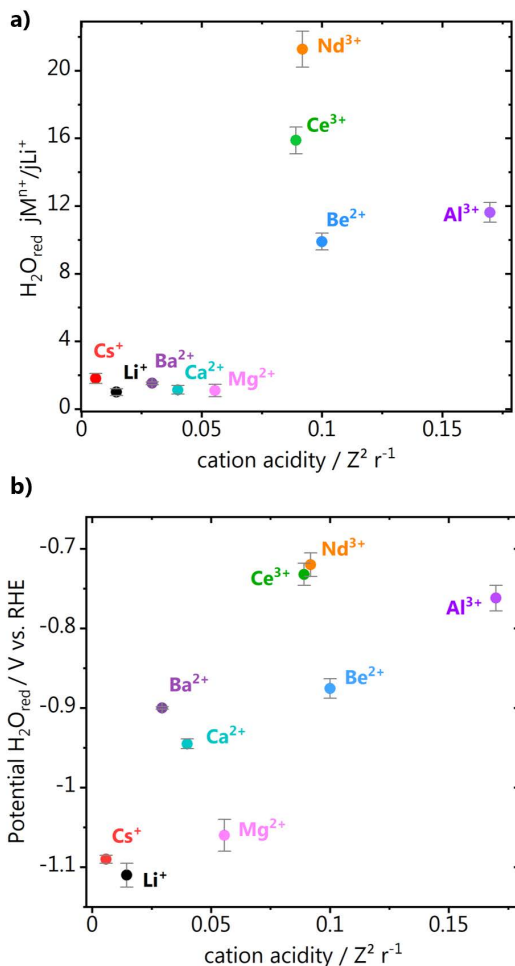 a)
20
16
12
8
4
0
H₂O_red jMⁿ⁺/jLi⁺
Nd³⁺
Ce³⁺
Be²⁺
Al³⁺
Cs⁺
Li⁺
Ba²⁺
Ca²⁺
Mg²⁺
0 0.05 0.1 0.15
cation acidity / Z² r⁻¹
b)
-0.7
-0.8
-0.9
-1
-1.1
Potential H₂O_red / V vs. RHE
Nd³⁺
Ce³⁺
Al³⁺
Ba²⁺
Be²⁺
Ca²⁺
Mg²⁺
Cs⁺
Li⁺
0 0.05 0.1 0.15
cation acidity / Z² r⁻¹